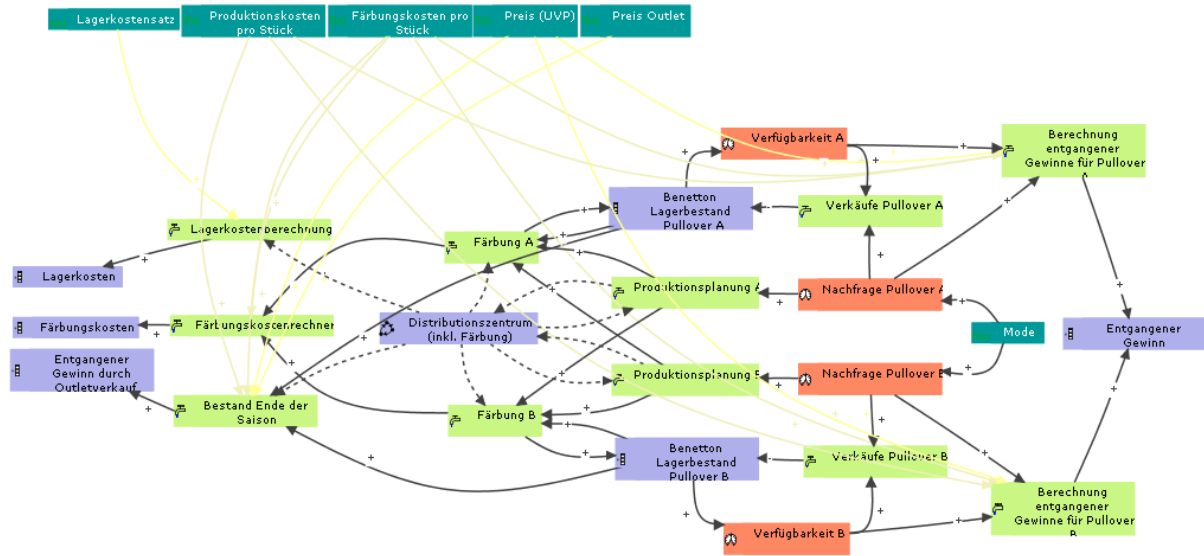 Lagerkostensatz
Produktionskosten
pro Stück
Färbungskosten pro
Stück
Preis (UVP)
Preis Outlet
Verfügbarkeit A
Berechnung
entgangener
Gewinne für Pullover
A
Benetton
Lagerbestand
Pullover A
Verkäufe Pullover A
Lagerkostenberechnung
Färbung A
Lagerkosten
Produktionsplanung A
Nachfrage Pullover A
Färbungskosten
Färbungskostenrechner
Distributionszentrum
(inkl. Färbung)
Mode
Entgangener
Gewinn
Entgangener
Gewinn durch
Outletverkauf
Produktionsplanung B
Nachfrage Pullover B
Bestand Ende der
Saison
Färbung B
Benetton
Lagerbestand
Pullover B
Verkäufe Pullover B
Berechnung
entgangener
Gewinne für Pullover
B
Verfügbarkeit B